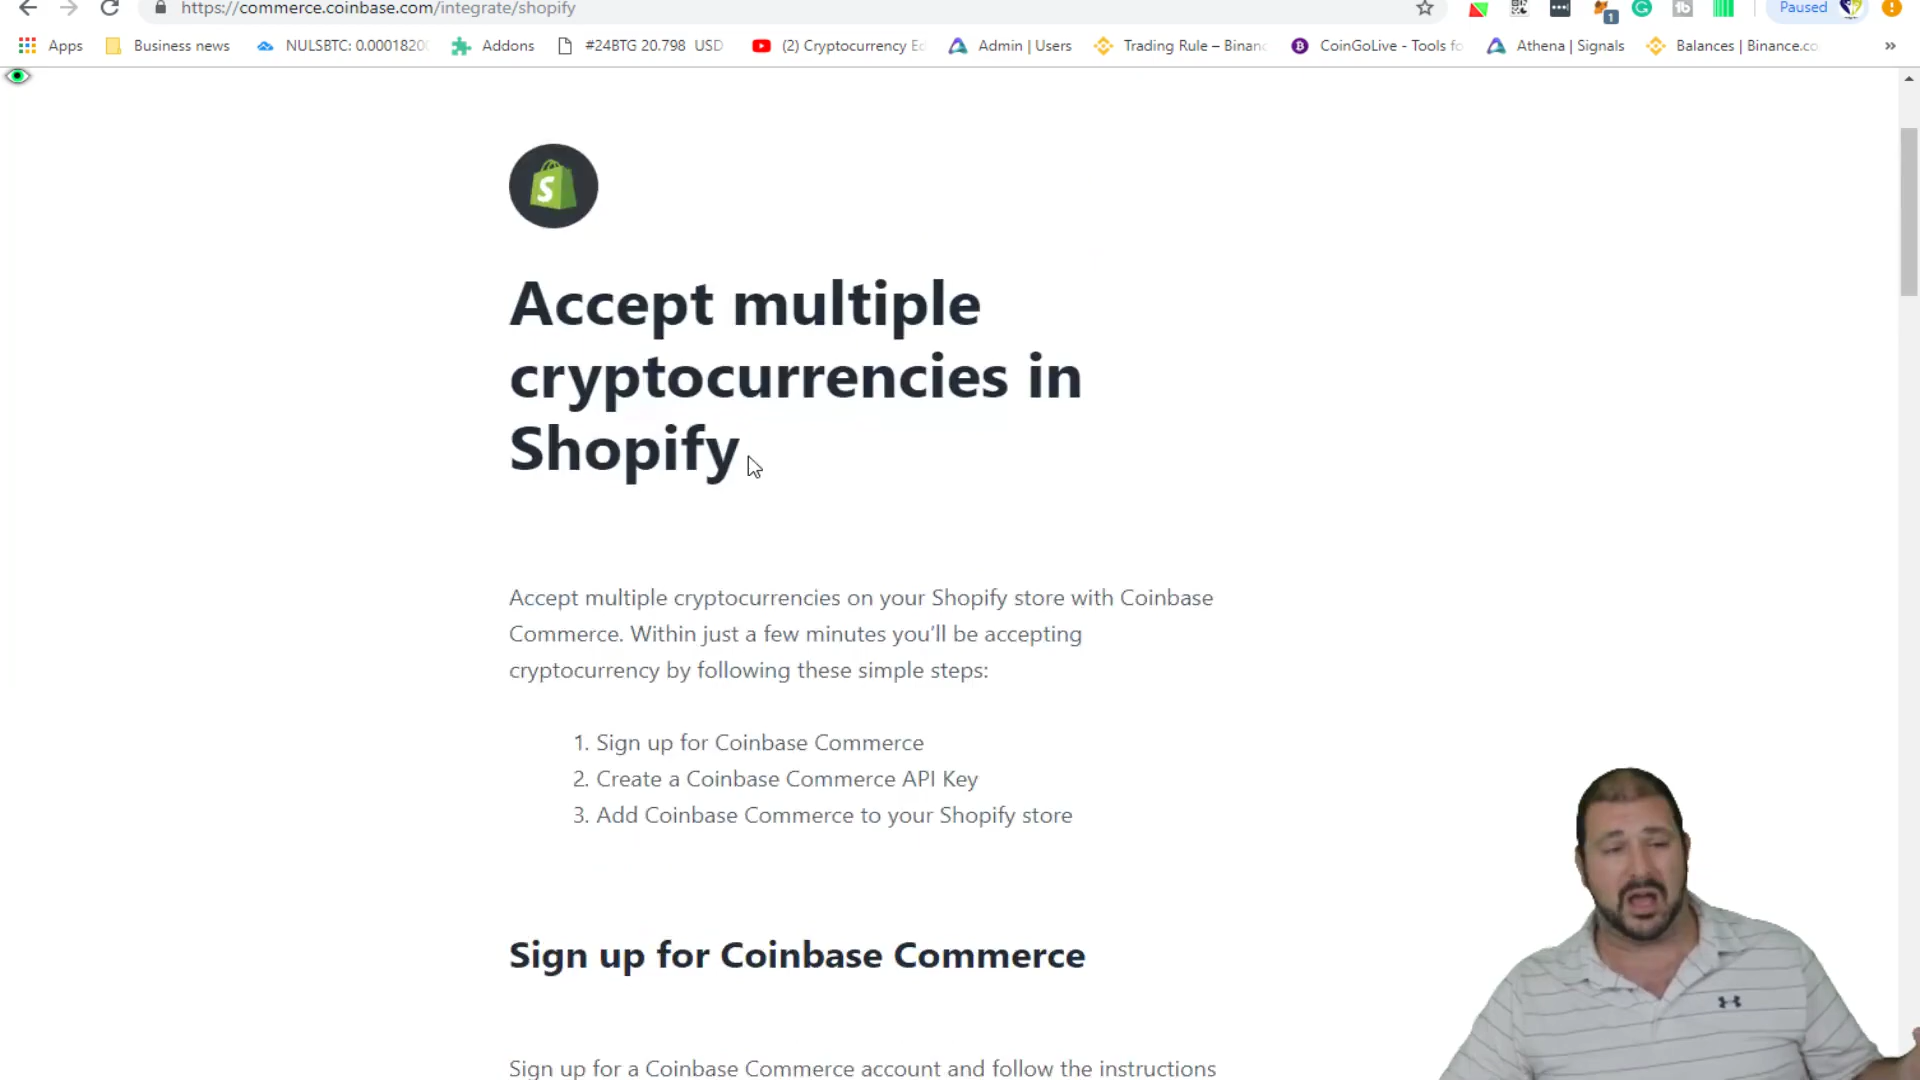 https://commerce.coinbase.com/integrate/shopify
Paused
Apps
Business news
NULSBTC: 0.0001820
Addons
#24BTG 20.798 USD
(2) Cryptocurrency Ed
Admin | Users
Trading Rule – Binan
CoinGoLive - Tools fo
Athena | Signals
Balances | Binance.co
»
S
Accept multiple
cryptocurrencies in
Shopify
Accept multiple cryptocurrencies on your Shopify store with Coinbase
Commerce. Within just a few minutes you’ll be accepting
cryptocurrency by following these simple steps:
1. Sign up for Coinbase Commerce
2. Create a Coinbase Commerce API Key
3. Add Coinbase Commerce to your Shopify store
Sign up for Coinbase Commerce
Sign up for a Coinbase Commerce account and follow the instructions